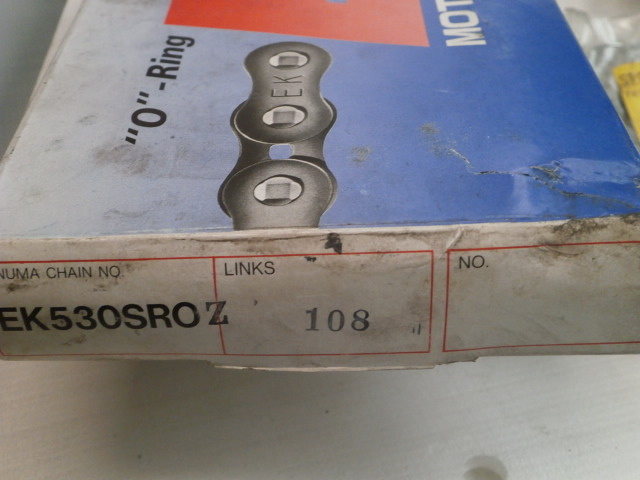 MOT
"O"-Ring
EK
NUMA CHAIN NO.
LINKS
NO.
EK530SROZ
108